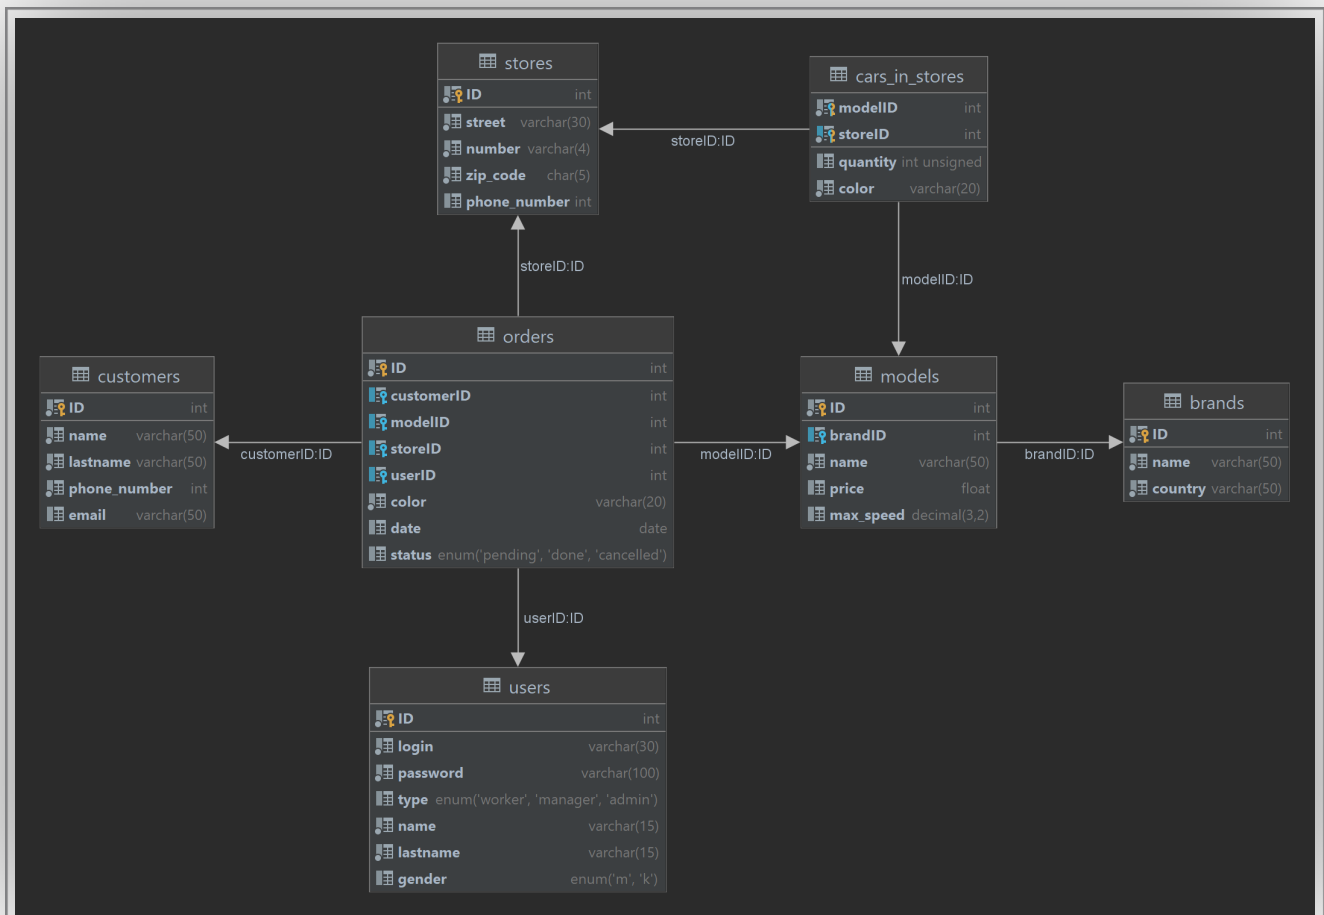 stores
ID int
street varchar(30)
number varchar(4)
zip_code char(5)
phone_number int
cars_in_stores
modelID int
storeID int
quantity int unsigned
color varchar(20)
storeID:ID
storeID:ID
modelID:ID
orders
ID int
customerID int
modelID int
storeID int
userID int
color varchar(20)
date date
status enum('pending', 'done', 'cancelled')
customers
ID int
name varchar(50)
lastname varchar(50)
phone_number int
email varchar(50)
customerID:ID
modelID:ID
models
ID int
brandID int
name varchar(50)
price float
max_speed decimal(3,2)
brandID:ID
brands
ID int
name varchar(50)
country varchar(50)
userID:ID
users
ID int
login varchar(30)
password varchar(100)
type enum('worker', 'manager', 'admin')
name varchar(15)
lastname varchar(15)
gender enum('m', 'k')